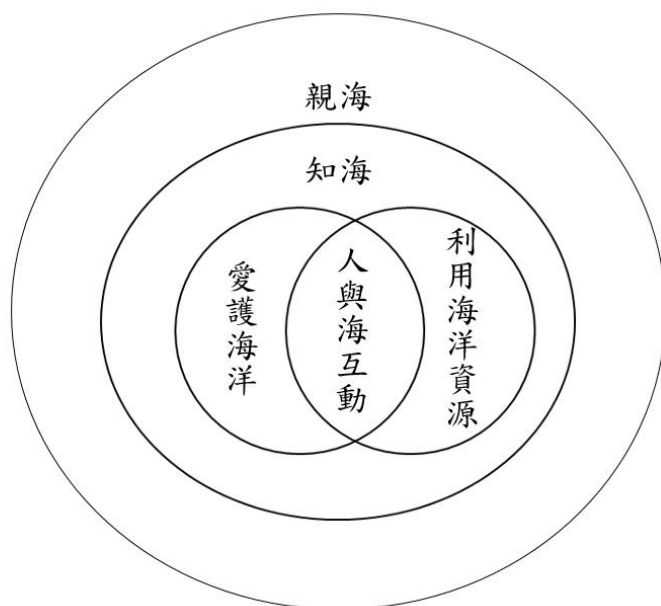 親海
知海
愛護海洋
人與海互動
利用海洋資源